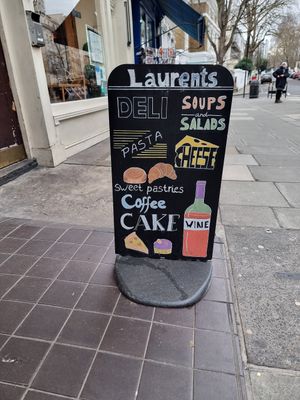 Laurents
DELI
SOUPS
and
SALADS
PASTA
CHEESE
sweet pastries
Coffee
CAKE
WINE